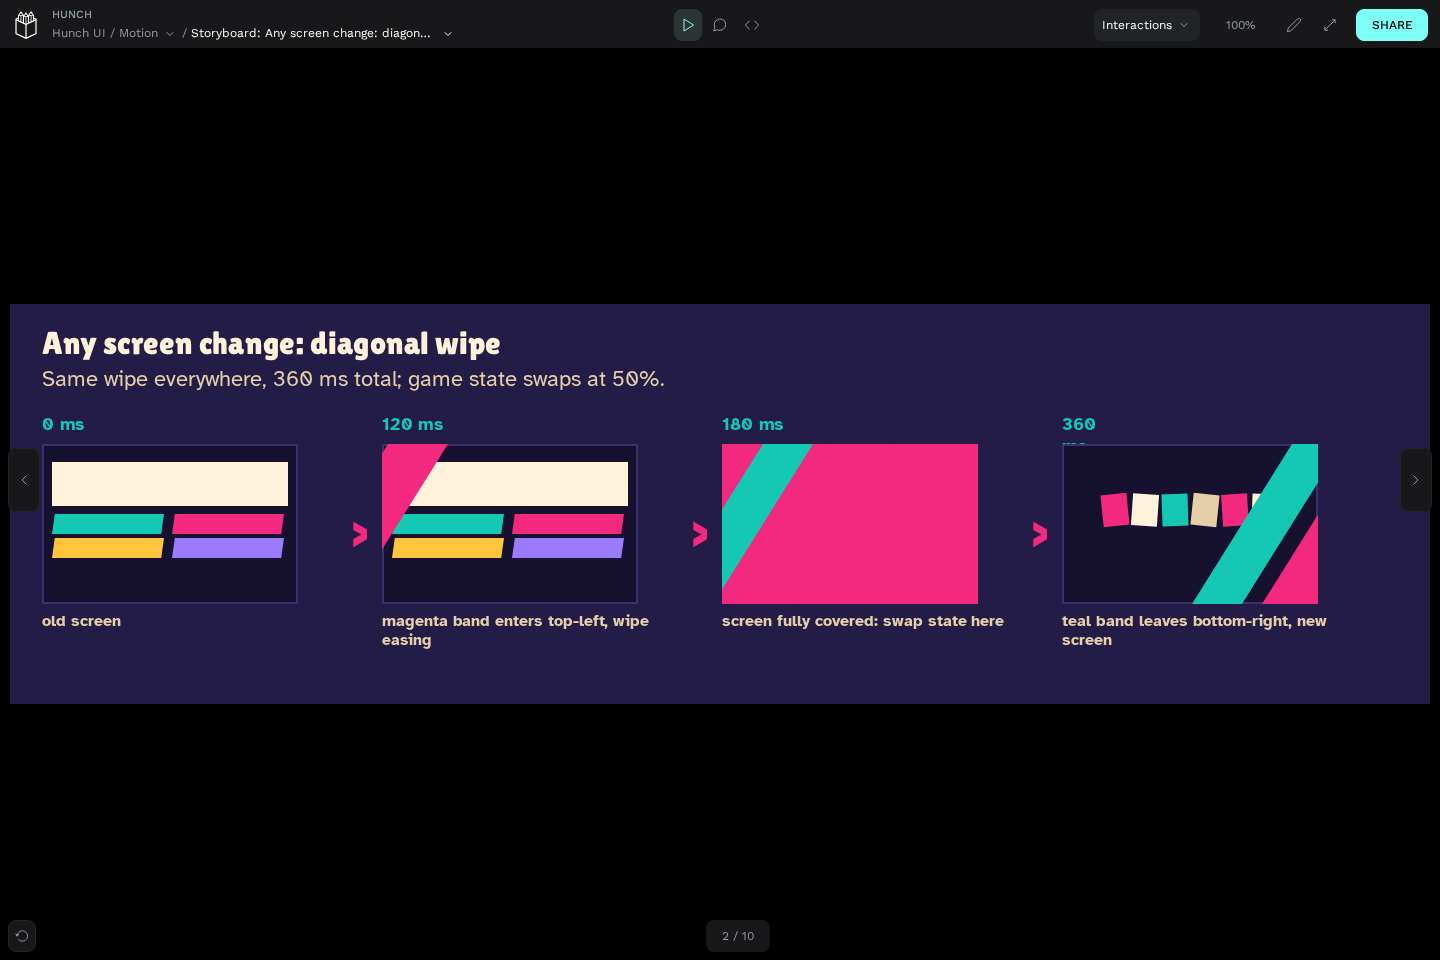 HUNCH
Hunch UI / Motion / Storyboard: Any screen change: diagon...
Interactions
100%
SHARE
Any screen change: diagonal wipe
Same wipe everywhere, 360 ms total; game state swaps at 50%.
0 ms
120 ms
180 ms
360
>
>
>
old screen
magenta band enters top-left, wipe
easing
screen fully covered: swap state here
teal band leaves bottom-right, new
screen
2 / 10